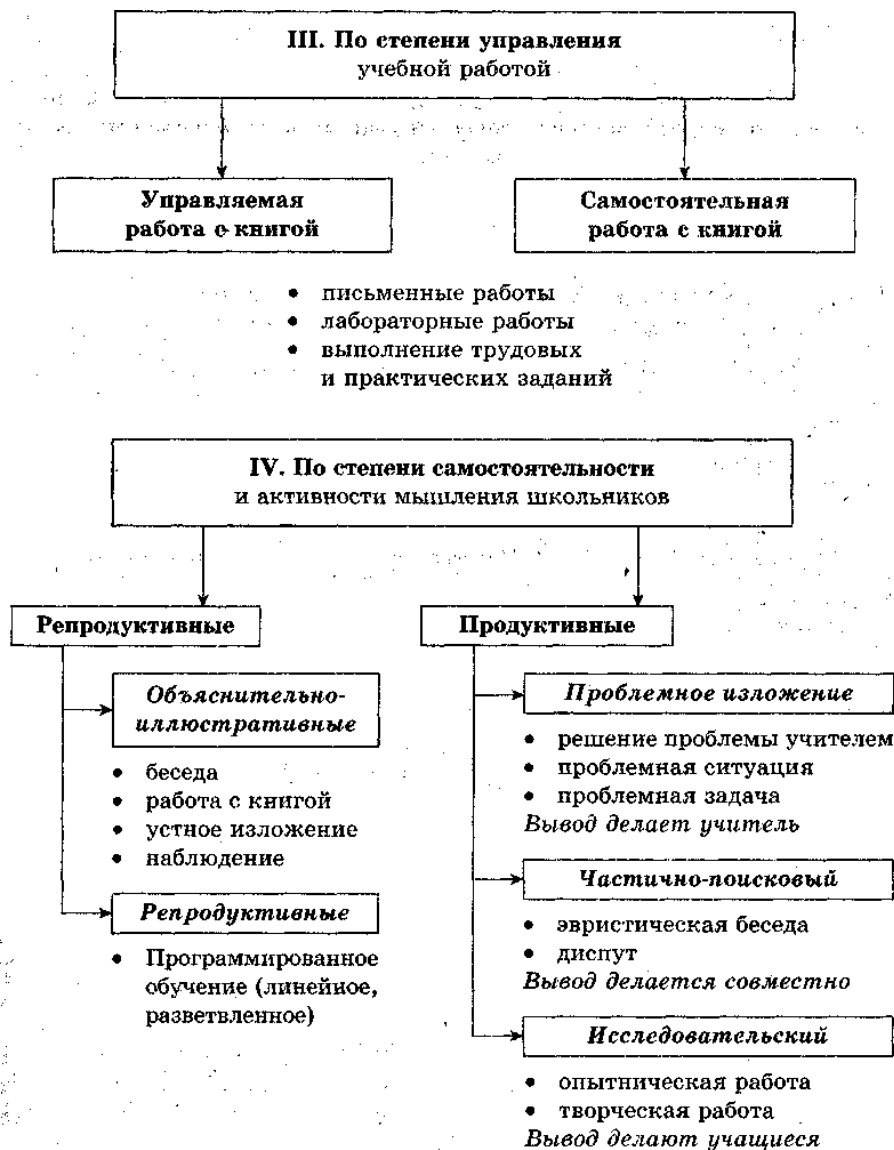 III. По степени управления
учебной работой
Управляемая
работа с книгой
Самостоятельная
работа с книгой
• письменные работы
• лабораторные работы
• выполнение трудовых
и практических заданий
IV. По степени самостоятельности
и активности мышления школьников
Репродуктивные
Объяснительно-
иллюстративные
• беседа
• работа с книгой
• устное изложение
• наблюдение
Репродуктивные
• Программированное
обучение (линейное,
разветвленное)
Продуктивные
Проблемное изложение
• решение проблемы учителем
• проблемная ситуация
• проблемная задача
Вывод делает учитель
Частично-поисковый
• эвристическая беседа
• диспут
Вывод делается совместно
Исследовательский
• опытническая работа
• творческая работа
Вывод делают учащиеся